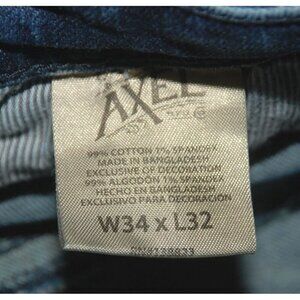 AXEL
99% COTTON 1% SPANDEX
MADE IN BANGLADESH
EXCLUSIVE OF DECORATION
99% ALGODON 1% SPANDEX
HECHO EN BANGLADESH
EXCLUSIVO PARA DECORACION
W34 x L32